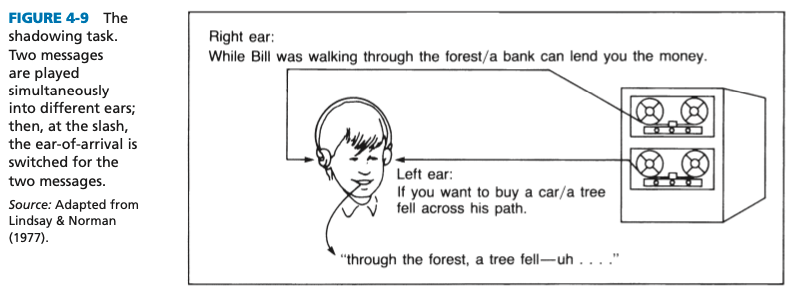 FIGURE 4-9 The
shadowing task.
Two messages
are played
simultaneously
into different ears;
then, at the slash,
the ear-of-arrival is
switched for the
two messages.
Source: Adapted from
Lindsay & Norman
(1977).
Right ear:
While Bill was walking through the forest/a bank can lend you the money.
Left ear:
If you want to buy a car/a tree
fell across his path.
"through the forest, a tree fell—uh . . . ."